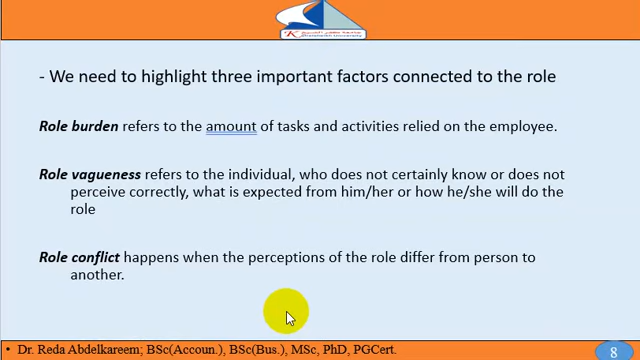 - We need to highlight three important factors connected to the role
Role burden refers to the amount of tasks and activities relied on the employee.
Role vagueness refers to the individual, who does not certainly know or does not
perceive correctly, what is expected from him/her or how he/she will do the
role
Role conflict happens when the perceptions of the role differ from person to
another.
• Dr. Reda Abdelkareem; BSc(Accoun.), BSc(Bus.), MSc, PhD, PGCert.
8